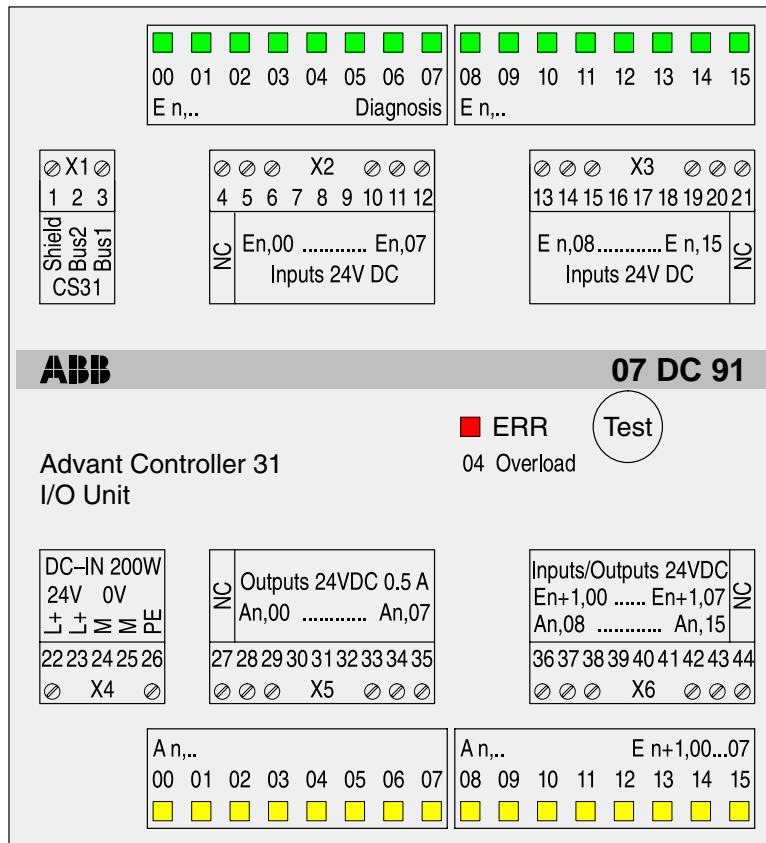 00 01 02 03 04 05 06 07 08 09 10 11 12 13 14 15
E n,.. Diagnosis E n,..
X1 X2 X3
1 2 3 4 5 6 7 8 9 10 11 12 13 14 15 16 17 18 19 20 21
Shield
Bus2
Bus1
CS31
NC
En,00 ............ En,07
Inputs 24V DC
E n,08............E n,15
Inputs 24V DC
NC
ABB 07 DC 91
ERR Test
04 Overload
Advant Controller 31
I/O Unit
DC–IN 200W
24V 0V
L+
L+
M
M
PE
NC
Outputs 24VDC 0.5 A
An,00 ............ An,07
Inputs/Outputs 24VDC
En+1,00 ...... En+1,07
An,08 ............ An,15
NC
22 23 24 25 26 27 28 29 30 31 32 33 34 35 36 37 38 39 40 41 42 43 44
X4 X5 X6
A n,.. A n,.. E n+1,00...07
00 01 02 03 04 05 06 07 08 09 10 11 12 13 14 15